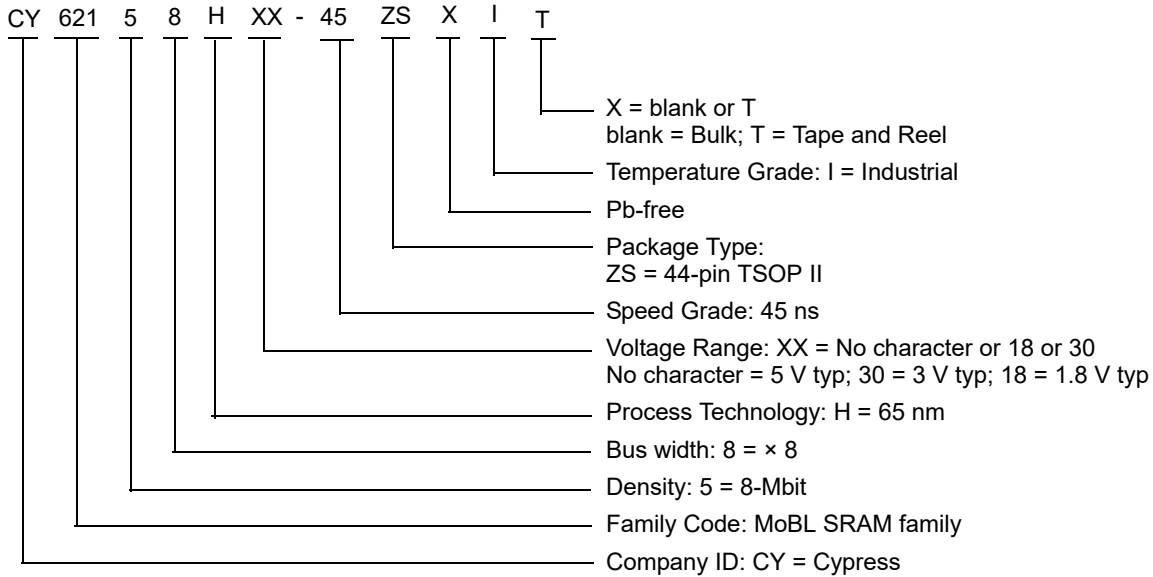 CY 621 5 8 H XX - 45 ZS X I T
X = blank or T
blank = Bulk; T = Tape and Reel
Temperature Grade: I = Industrial
Pb-free
Package Type:
ZS = 44-pin TSOP II
Speed Grade: 45 ns
Voltage Range: XX = No character or 18 or 30
No character = 5 V typ; 30 = 3 V typ; 18 = 1.8 V typ
Process Technology: H = 65 nm
Bus width: 8 = × 8
Density: 5 = 8-Mbit
Family Code: MoBL SRAM family
Company ID: CY = Cypress